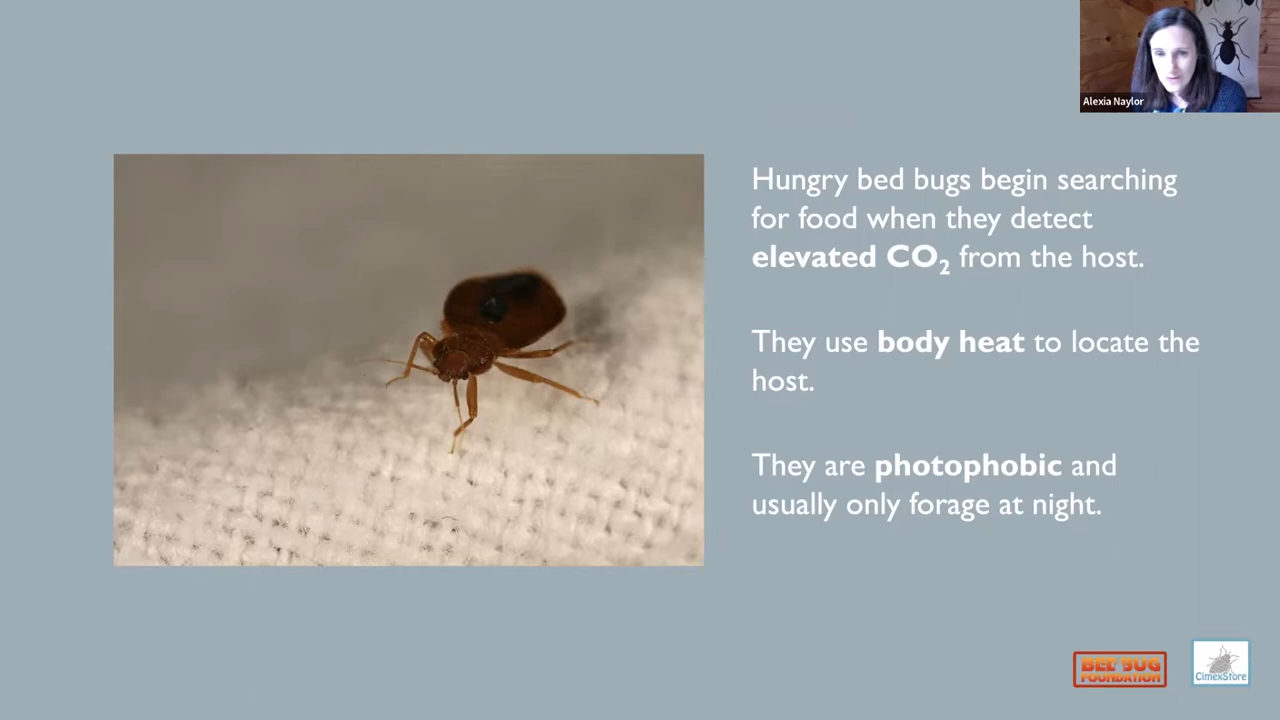 Alexia Naylor
Hungry bed bugs begin searching
for food when they detect
elevated CO₂ from the host.
They use body heat to locate the
host.
They are photophobic and
usually only forage at night.
BED BUG
FOUNDATION
CimexStore